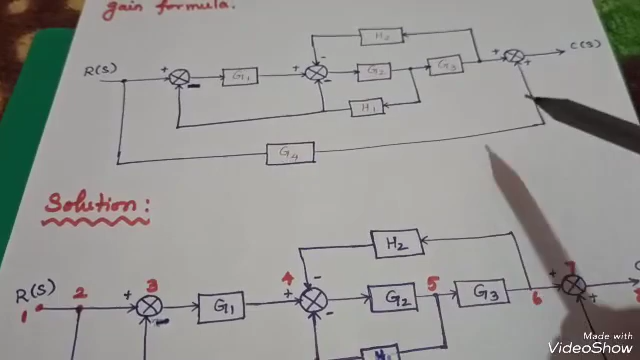 gain formula.
H2
R(S) + - G1 + - - G2 G3 + + C(S)
H1
G4
Solution:
H2
R(S) 1 2 3 + - G1 4 + - - G2 5 G3 6 7 + +
H1
Made with
VideoShow